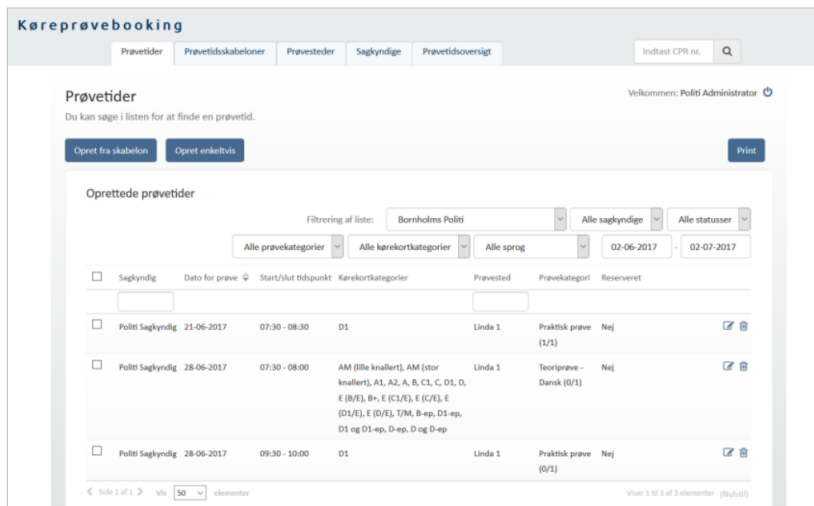 Køreprøvebooking
Prøvetider Prøvetidsskabeloner Prøvesteder Sagkyndige Prøvetidsoversigt Indtast CPR nr.
Prøvetider
Velkommen: Politi Administrator
Du kan søge i listen for at finde en prøvetid.
Opret fra skabelon Opret enkeltvis Print
Oprettede prøvetider
Filtrering af liste: Bornholms Politi Alle sagkyndige Alle statusser
Alle prøvekategorier Alle kørekortkategorier Alle sprog 02-06-2017 - 02-07-2017
Sagkyndig Dato for prøve Start/slut tidspunkt Kørekortkategorier Prøvested Prøvekategori Reserveret
Politi Sagkyndig 21-06-2017 07:30 - 08:30 D1 Linda 1 Praktisk prøve Nej
(1/1)
Politi Sagkyndig 28-06-2017 07:30 - 08:00 AM (lille knallert), AM (stor Linda 1 Teoriprøve - Nej
knallert), A1, A2, A, B, C1, C, D1, D, Dansk (0/1)
E (B/E), B+, E (C1/E), E (C/E), E
(D1/E), E (D/E), T/M, B-ep, D1-ep,
D1 og D1-ep, D-ep, D og D-ep
Politi Sagkyndig 28-06-2017 09:30 - 10:00 D1 Linda 1 Praktisk prøve Nej
(0/1)
Side 1 af 1 Vis 50 elementer Viser 1 til 3 af 3 elementer (Nulstil)